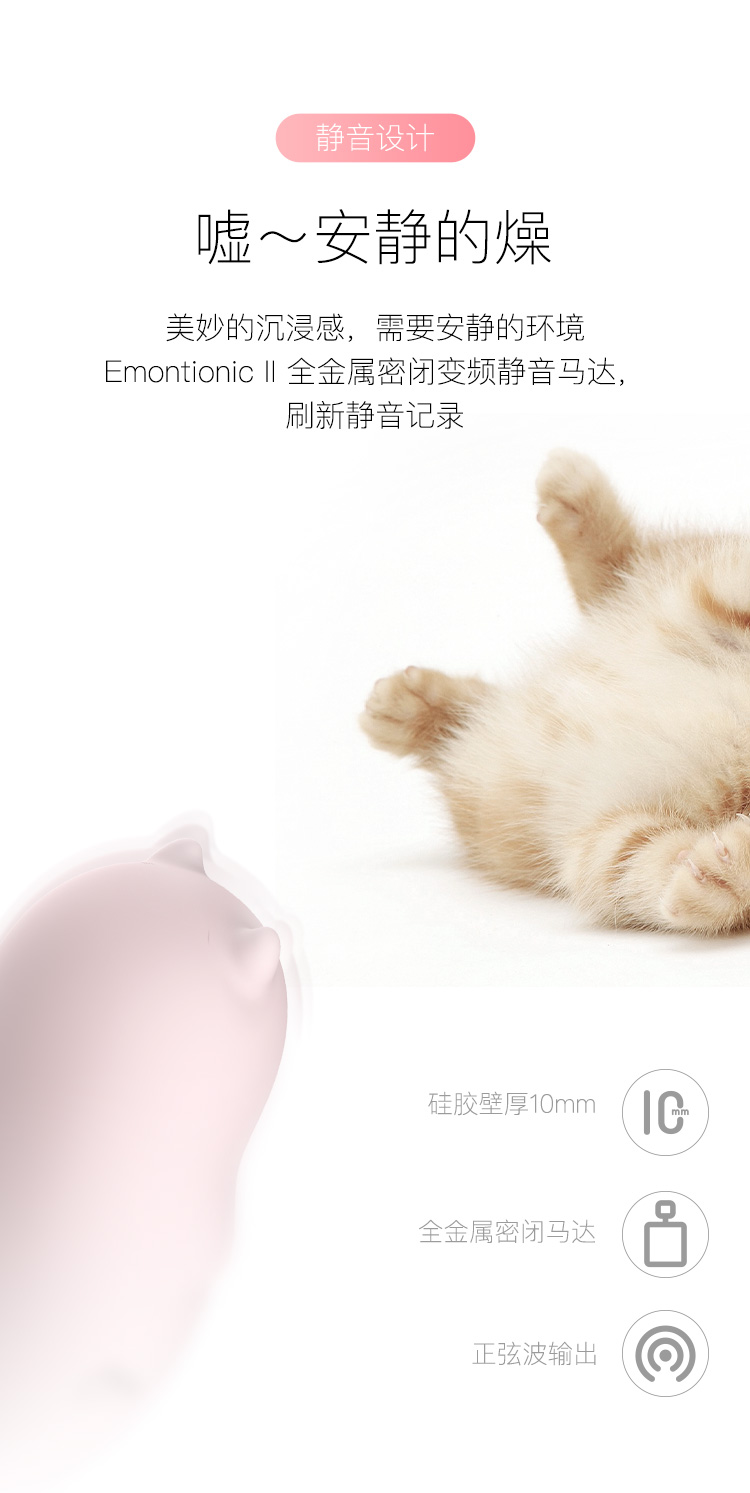 静音设计
嘘～安静的燥
美妙的沉浸感，需要安静的环境
Emontionic II 全金属密闭变频静音马达，
刷新静音记录
硅胶壁厚10mm
10mm
全金属密闭马达
正弦波输出